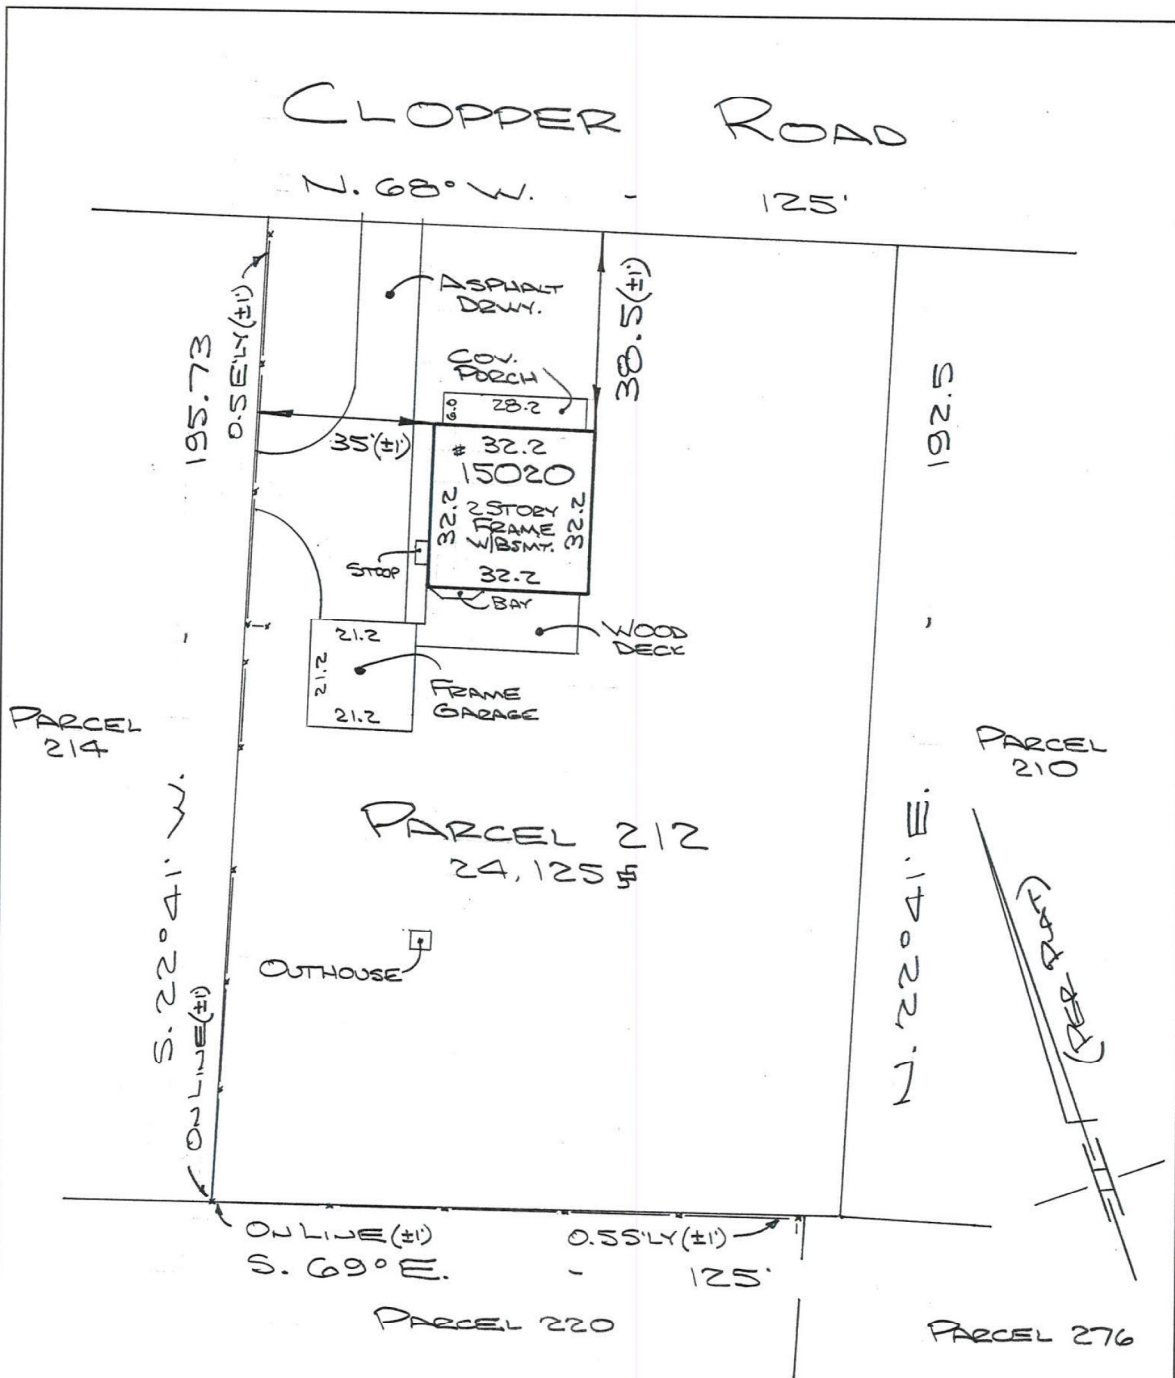 CLOPPER ROAD
N. 68° W. - 125'
ASPHALT
DRWY.
COV.
PORCH
38.5(±1')
195.73
0.5 E'LY(±1')
6.0
28.2
35'(±1')
# 32.2
15020
32.2
2 STORY
FRAME
W/BSMT.
32.2
32.2
STOOP
BAY
WOOD
DECK
192.5
21.2
21.2
21.2
FRAME
GARAGE
PARCEL
214
PARCEL
210
S. 22° 41' W.
PARCEL 212
24,125
N. 22° 41' E.
(PER PLAT)
OUTHOUSE
ON LINE(±1')
ON LINE(±1')
0.5 S'LY(±1')
S. 69° E. - 125'
PARCEL 220
PARCEL 276